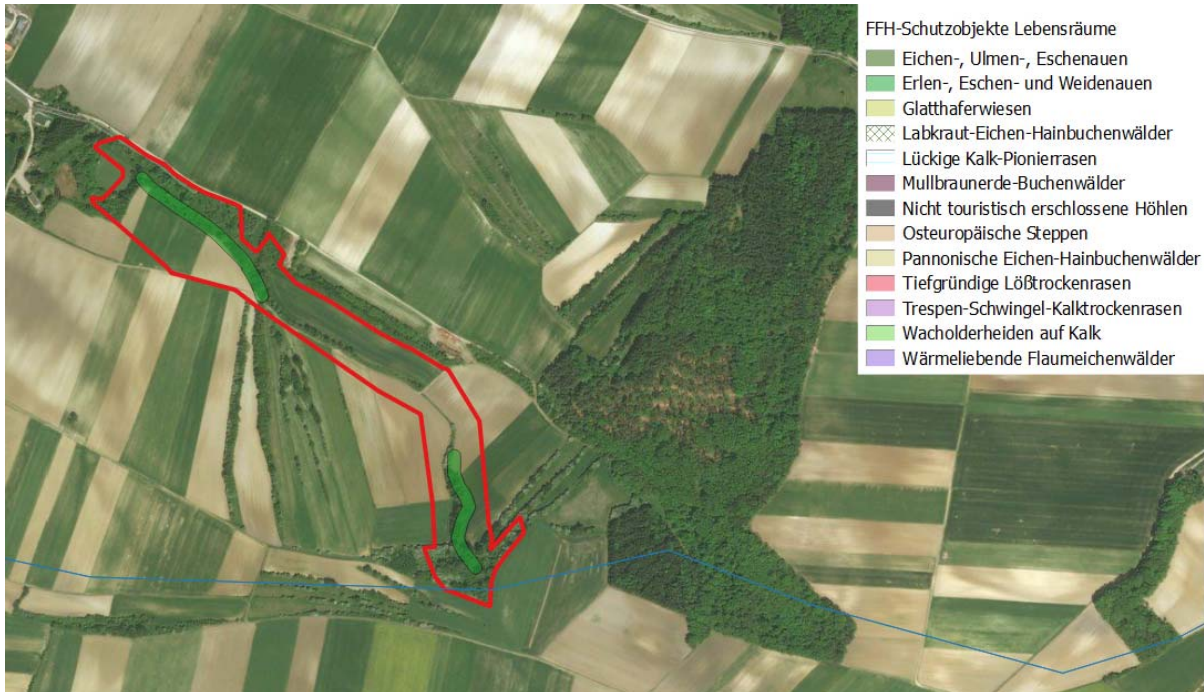 FFH-Schutzobjekte Lebensräume
Eichen-, Ulmen-, Eschenauen
Erlen-, Eschen- und Weidenauen
Glatthaferwiesen
Labkraut-Eichen-Hainbuchenwälder
Lückige Kalk-Pionierrasen
Mullbraunerde-Buchenwälder
Nicht touristisch erschlossene Höhlen
Osteuropäische Steppen
Pannonische Eichen-Hainbuchenwälder
Tiefgründige Lößtrockenrasen
Trespen-Schwingel-Kalktrockenrasen
Wacholderheiden auf Kalk
Wärmeliebende Flaumeichenwälder